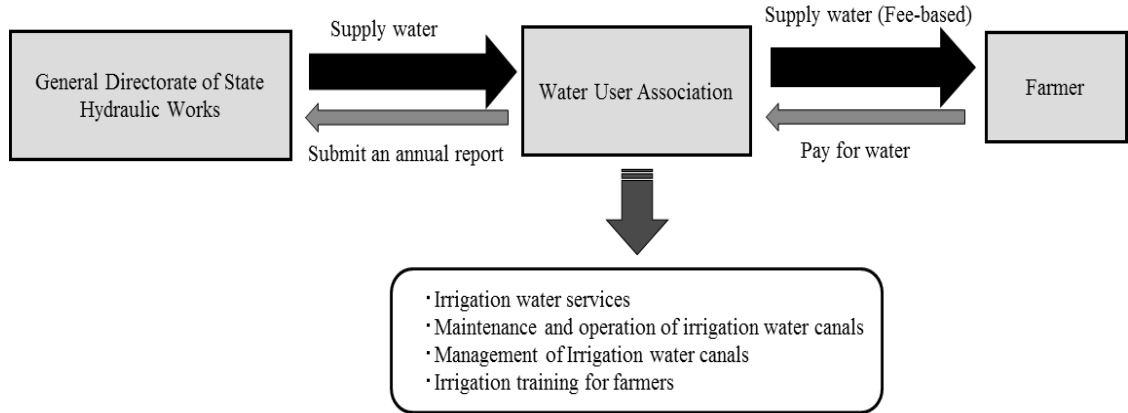 Supply water
Supply water (Fee-based)
General Directorate of State
Hydraulic Works
Water User Association
Farmer
Submit an annual report
Pay for water
・Irrigation water services
・Maintenance and operation of irrigation water canals
・Management of Irrigation water canals
・Irrigation training for farmers